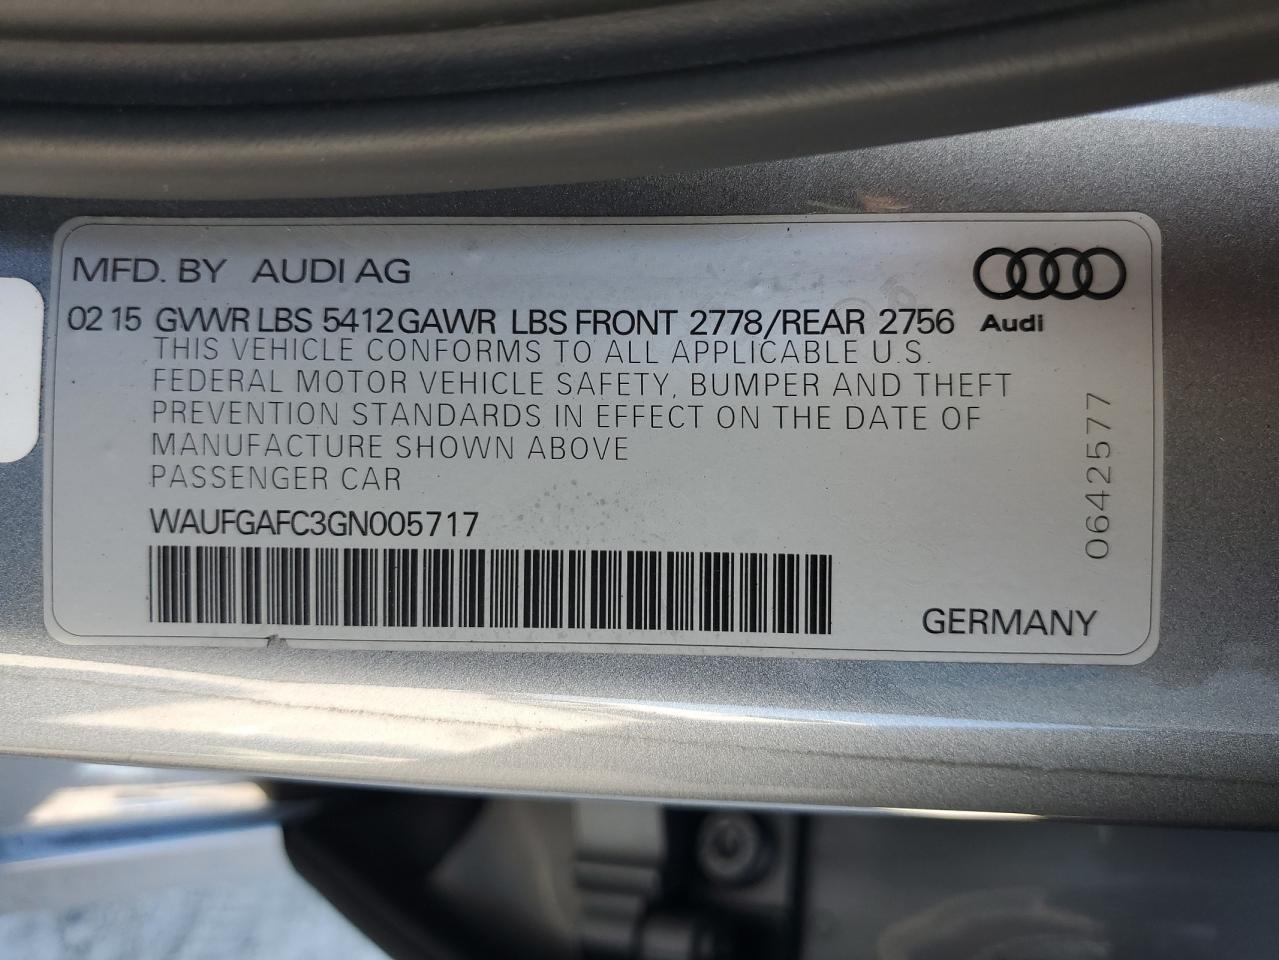 MFD. BY AUDI AG
02 15 GVWR LBS 5412 GAWR LBS FRONT 2778/REAR 2756
Audi
THIS VEHICLE CONFORMS TO ALL APPLICABLE U.S.
FEDERAL MOTOR VEHICLE SAFETY, BUMPER AND THEFT
PREVENTION STANDARDS IN EFFECT ON THE DATE OF
MANUFACTURE SHOWN ABOVE
PASSENGER CAR
WAUFGAFC3GN005717
0642577
GERMANY